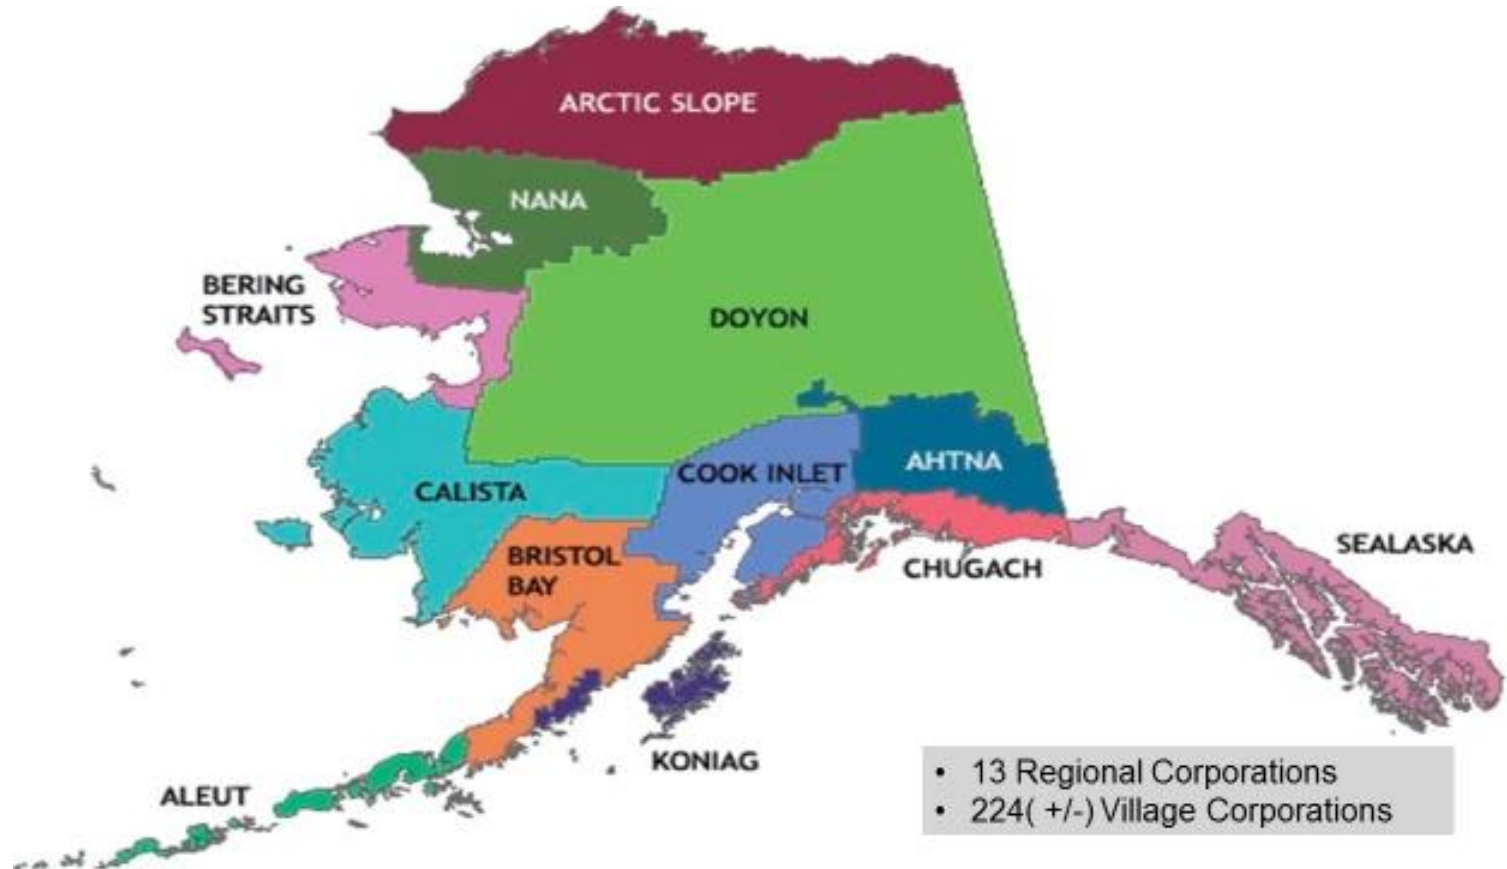 ARCTIC SLOPE
NANA
BERING
STRAITS
DOYON
AHTNA
COOK INLET
CALISTA
BRISTOL
BAY
CHUGACH
SEALASKA
KONIAG
ALEUT
• 13 Regional Corporations
• 224( +/-) Village Corporations